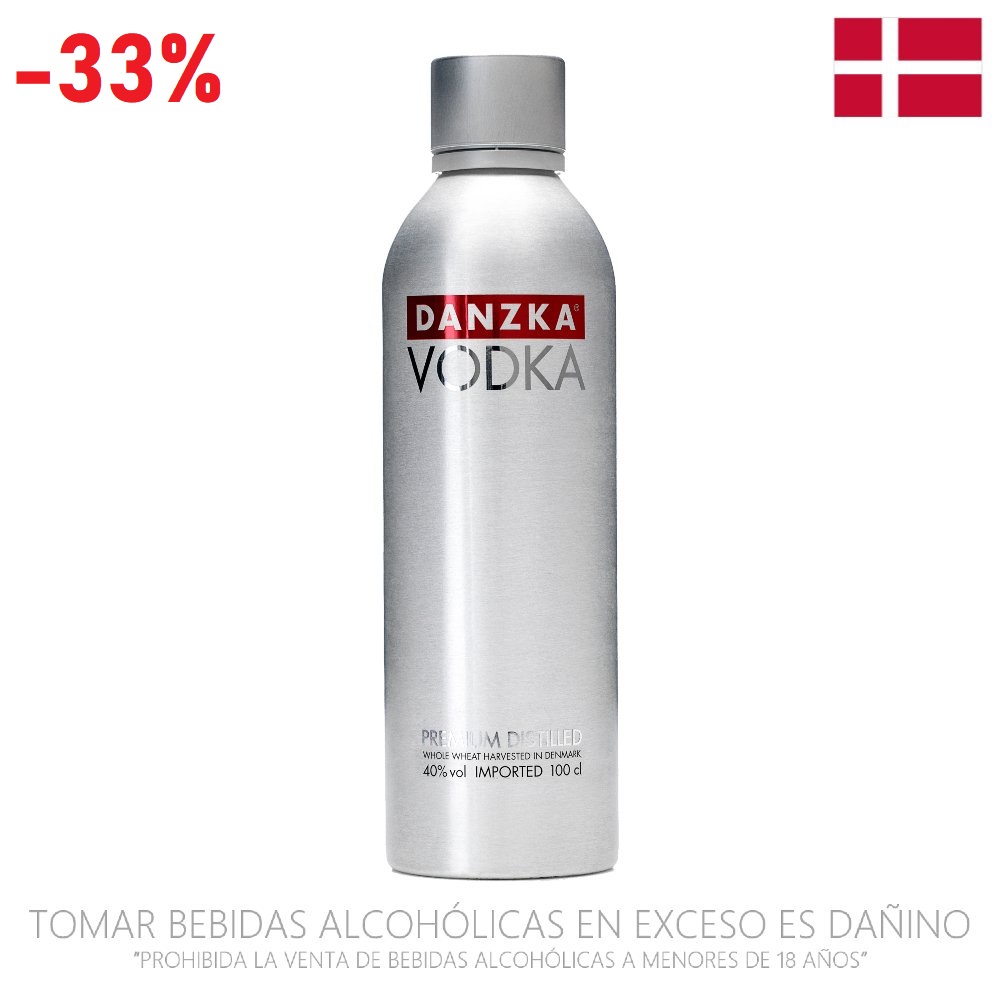 -33%
DANZKA®
VODKA
PREMIUM DISTILLED
WHOLE WHEAT HARVESTED IN DENMARK
40% vol IMPORTED 100 cl
TOMAR BEBIDAS ALCOHÓLICAS EN EXCESO ES DAÑINO
"PROHIBIDA LA VENTA DE BEBIDAS ALCOHÓLICAS A MENORES DE 18 AÑOS"